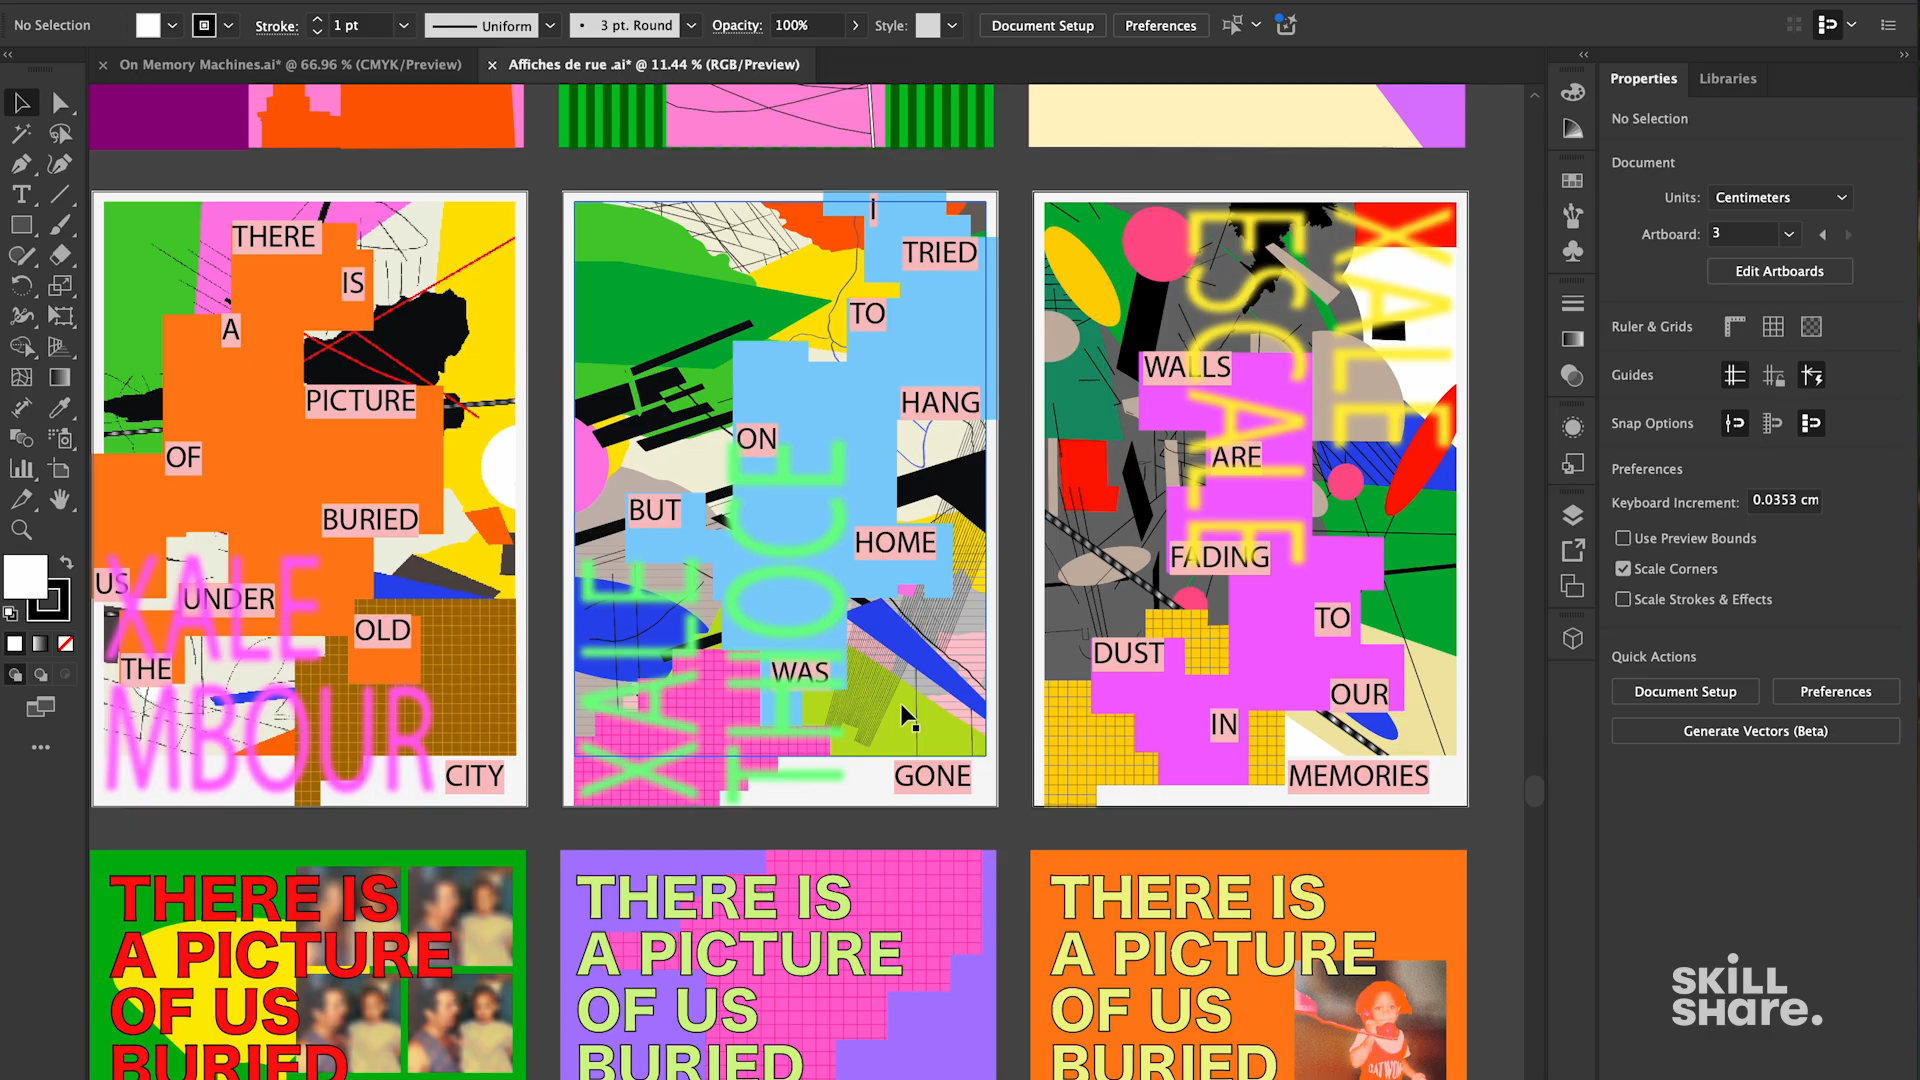 No Selection
Stroke:
1 pt
Uniform
3 pt. Round
Opacity:
100%
Style:
Document Setup
Preferences
On Memory Machines.ai* @ 66.96 % (CMYK/Preview)
Affiches de rue .ai* @ 11.44 % (RGB/Preview)
THERE
IS
A
PICTURE
OF
BURIED
US
UNDER
OLD
THE
CITY
XALE
MBOUR
I
TRIED
TO
HANG
ON
BUT
HOME
WAS
GONE
XALE
THIOCE
WALLS
ARE
FADING
TO
DUST
OUR
IN
MEMORIES
XALE
ESCALE
THERE IS
A PICTURE
OF US
BURIED
THERE IS
A PICTURE
OF US
BURIED
THERE IS
A PICTURE
OF US
BURIED
Properties
Libraries
No Selection
Document
Units:
Centimeters
Artboard:
3
Edit Artboards
Ruler & Grids
Guides
Snap Options
Preferences
Keyboard Increment:
0.0353 cm
Use Preview Bounds
Scale Corners
Scale Strokes & Effects
Quick Actions
Document Setup
Preferences
Generate Vectors (Beta)
SKILL
SHare.